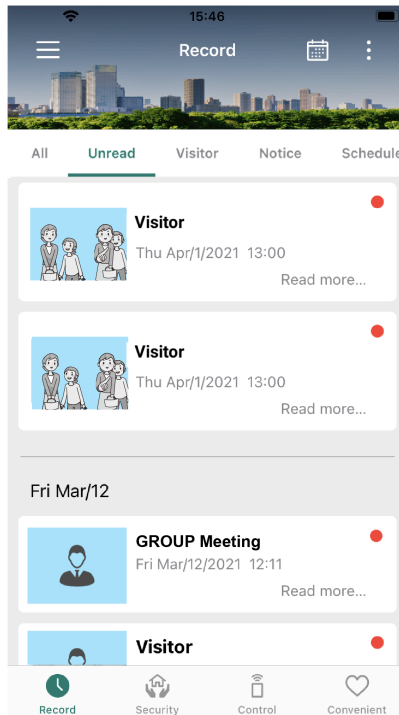 15:46
Record
All Unread Visitor Notice Schedule
Visitor
Thu Apr/1/2021 13:00
Read more...
Visitor
Thu Apr/1/2021 13:00
Read more...
Fri Mar/12
GROUP Meeting
Fri Mar/12/2021 12:11
Read more...
Visitor
Record Security Control Convenient